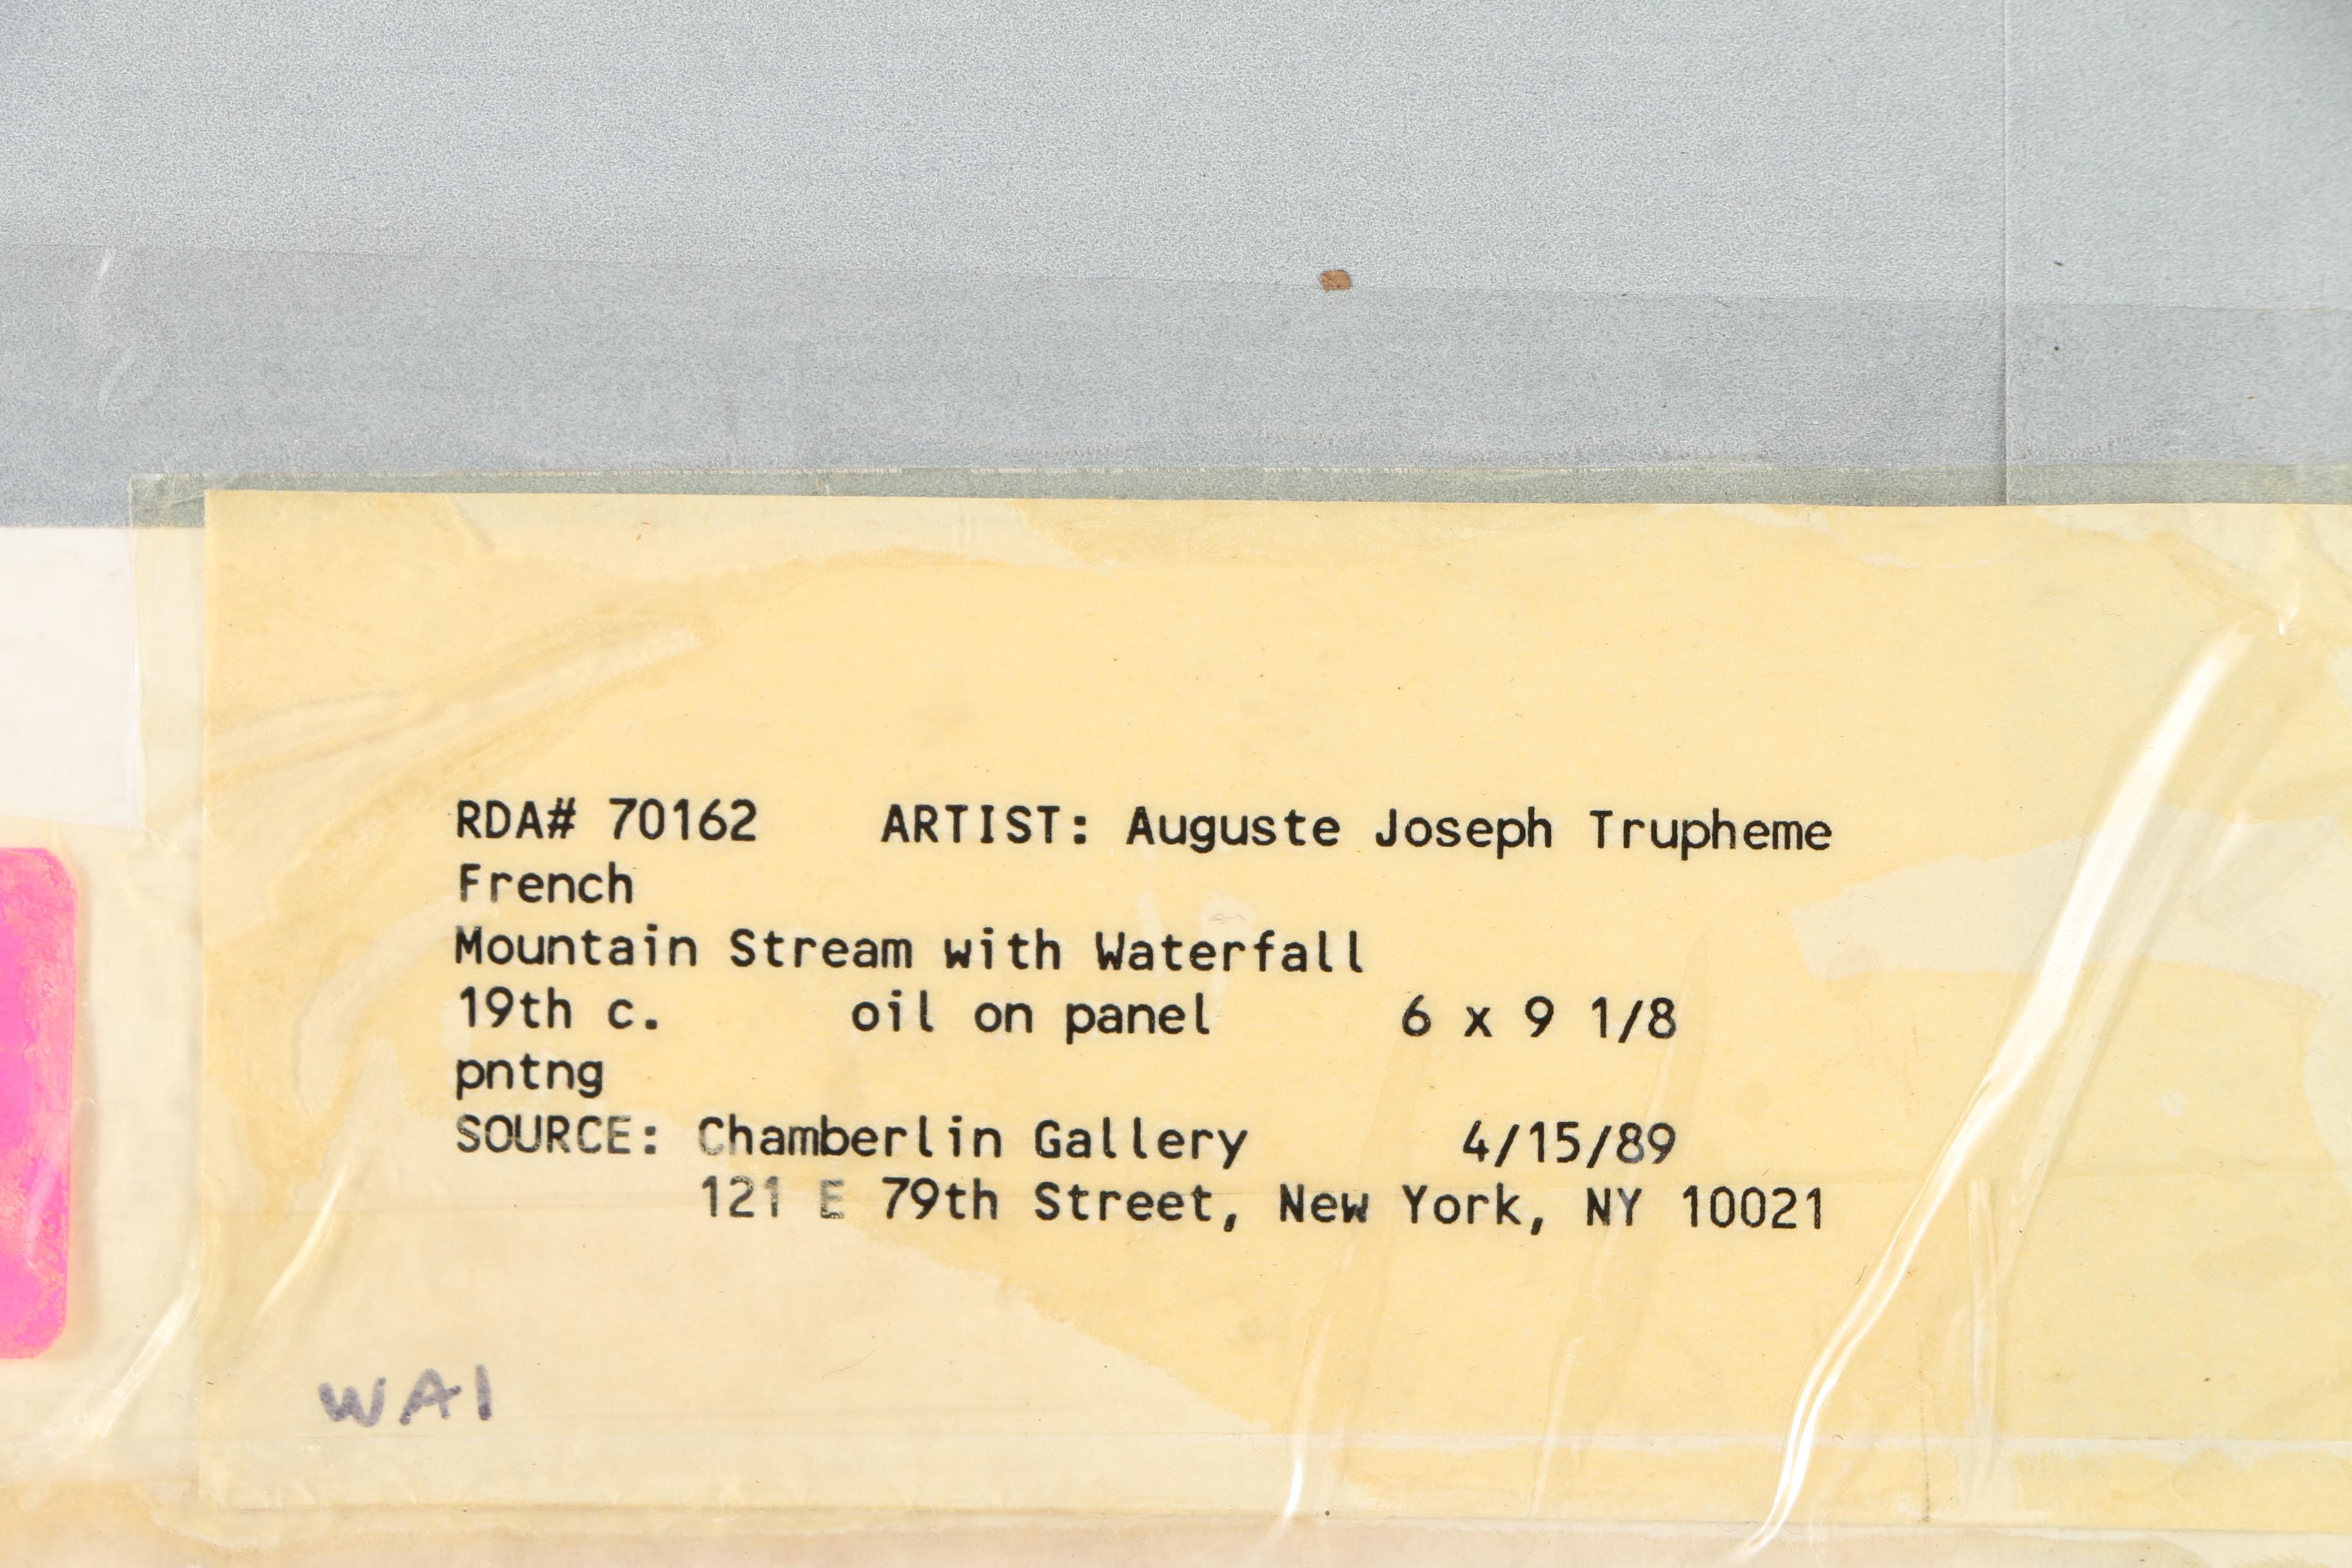 RDA# 70162 ARTIST: Auguste Joseph Trupheme
French
Mountain Stream with Waterfall
19th c. oil on panel 6 x 9 1/8
pntng
SOURCE: Chamberlin Gallery 4/15/89
121 E 79th Street, New York, NY 10021
WAI